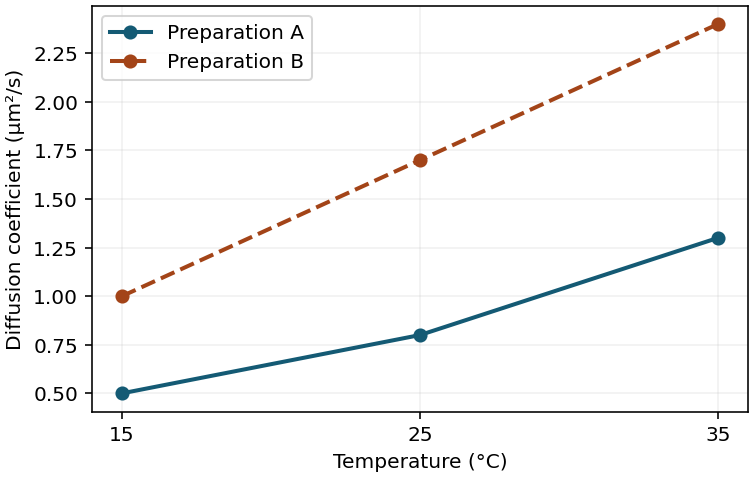 Preparation A
Preparation B
Diffusion coefficient (μm²/s)
2.25
2.00
1.75
1.50
1.25
1.00
0.75
0.50
15
25
35
Temperature (°C)